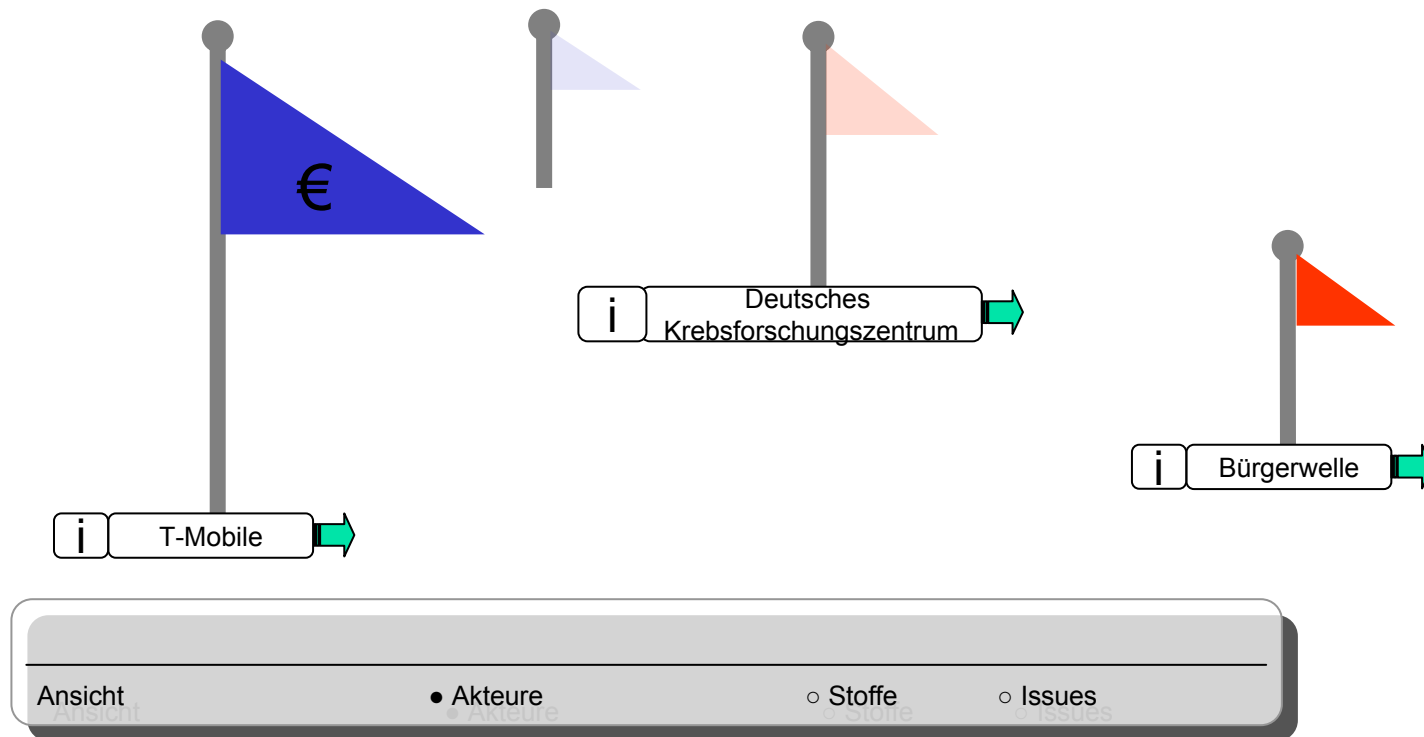 €
Deutsches
i Krebsforschungszentrum
i Bürgerwelle
i T-Mobile
Ansicht ● Akteure ○ Stoffe ○ Issues